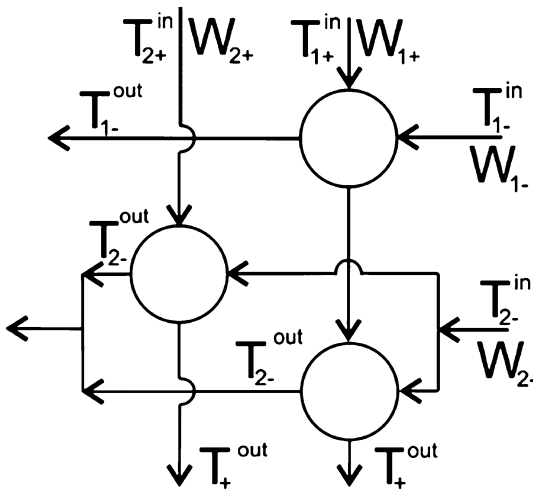 T₂₊ⁱⁿ W₂₊ T₁₊ⁱⁿ W₁₊
T₁₋ᵒᵘᵗ T₁₋ⁱⁿ
W₁₋
T₂₋ᵒᵘᵗ
T₂₋ⁱⁿ
T₂₋ᵒᵘᵗ W₂₋
T₊ᵒᵘᵗ T₊ᵒᵘᵗ